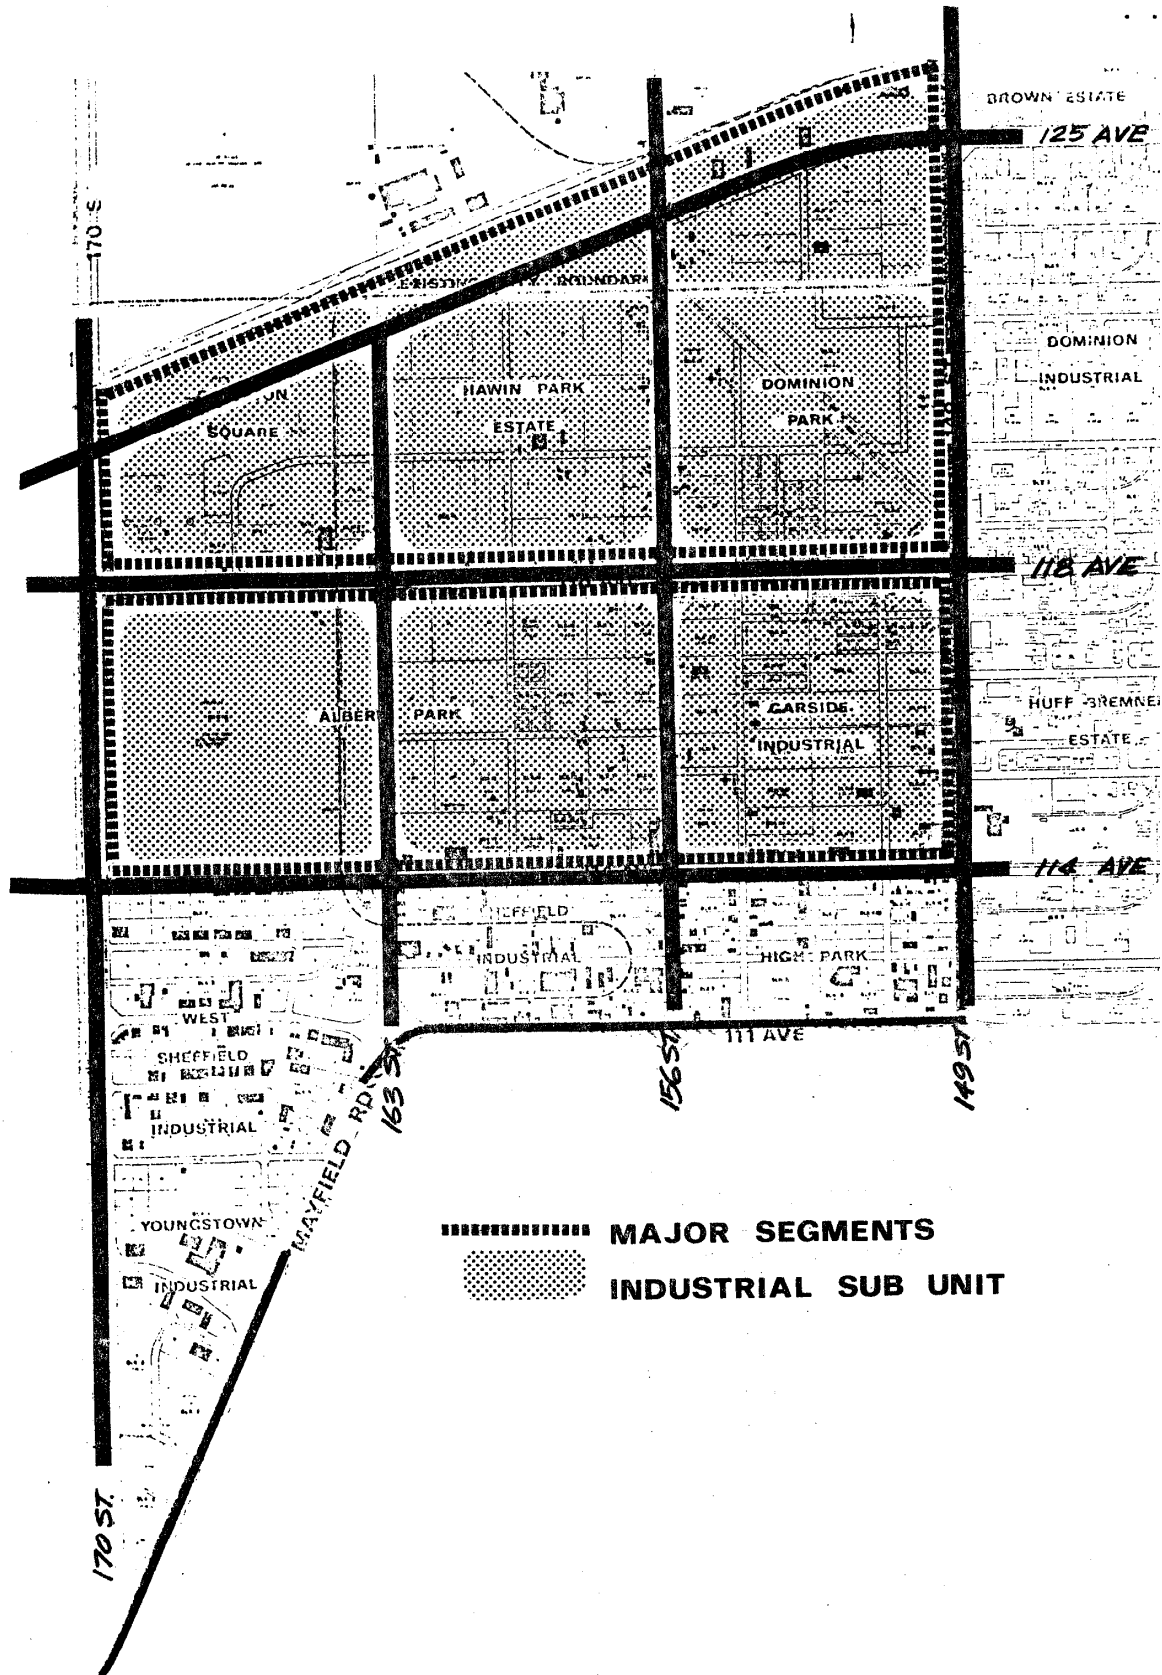 BROWN ESTATE
125 AVE
170 S
DOMINION
INDUSTRIAL
HAWIN PARK
ESTATE
DOMINION
PARK
SQUARE
118 AVE
PARK
GARSIDE
INDUSTRIAL
HUFF BREMNE
ESTATE
114 AVE
INDUSTRIAL
HIGH PARK
WEST
SHEFFIELD
INDUSTRIAL
111 AVE
163 ST
156 ST
149 ST
MAYFIELD RD
YOUNGSTOWN
INDUSTRIAL
170 ST.
MAJOR SEGMENTS
INDUSTRIAL SUB UNIT